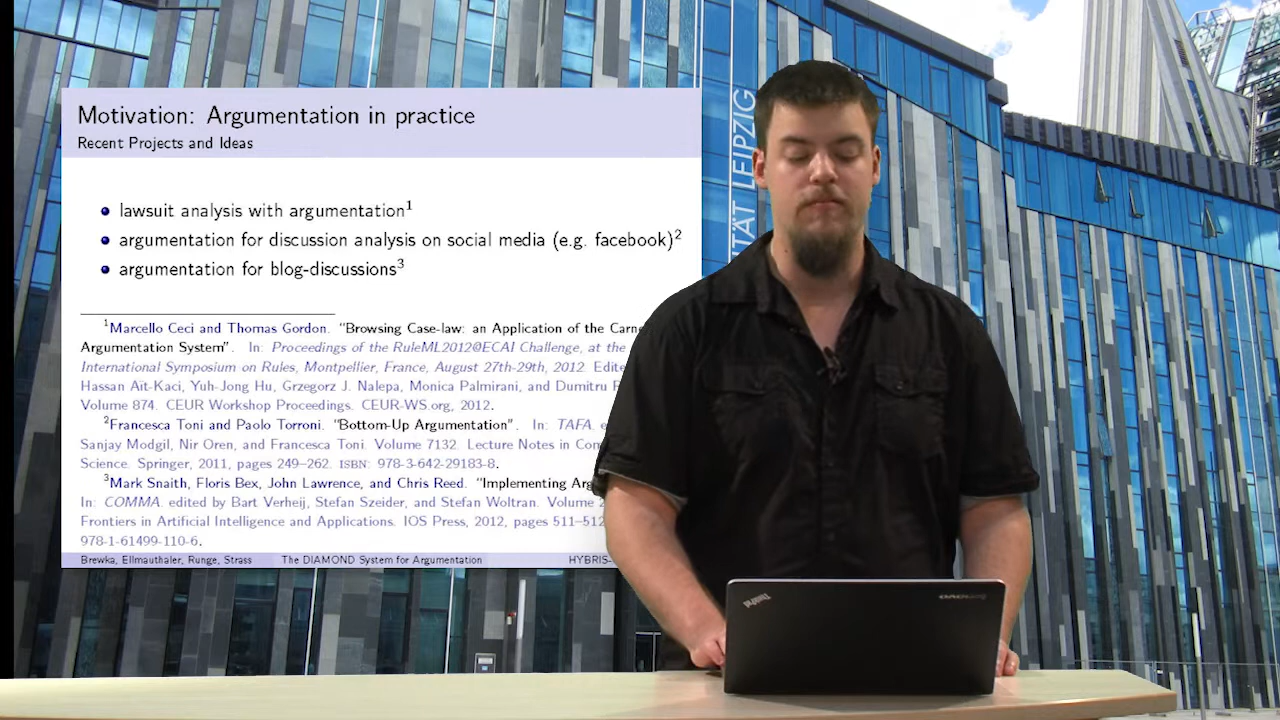 Motivation: Argumentation in practice
Recent Projects and Ideas
lawsuit analysis with argumentation1
argumentation for discussion analysis on social media (e.g. facebook)2
argumentation for blog-discussions3
1Marcello Ceci and Thomas Gordon. “Browsing Case-law: an Application of the
Argumentation System”. In: Proceedings of the RuleML2012@ECAI Challenge, at the
International Symposium on Rules, Montpellier, France, August 27th-29th, 2012.
Hassan Ait-Kaci, Yuh-Jong Hu, Grzegorz J. Nalepa, Monica Palmirani, and Dumitru
Volume 874. CEUR Workshop Proceedings. CEUR-WS.org, 2012.
2Francesca Toni and Paolo Torroni. “Bottom-Up Argumentation”. In: TAFA.
Sanjay Modgil, Nir Oren, and Francesca Toni. Volume 7132. Lecture Notes in
Science. Springer, 2011, pages 249–262. ISBN: 978-3-642-29183-8.
3Mark Snaith, Floris Bex, John Lawrence, and Chris Reed. “Implementing
In: COMMA. edited by Bart Verheij, Stefan Szeider, and Stefan Woltran. Volume
Frontiers in Artificial Intelligence and Applications. IOS Press, 2012, pages 511–512
978-1-61499-110-6.
Brewka, Ellmauthaler, Runge, Strass The DIAMOND System for Argumentation HYBRIS-
ITÄT LEIPZIG
ThinkPad
lenovo